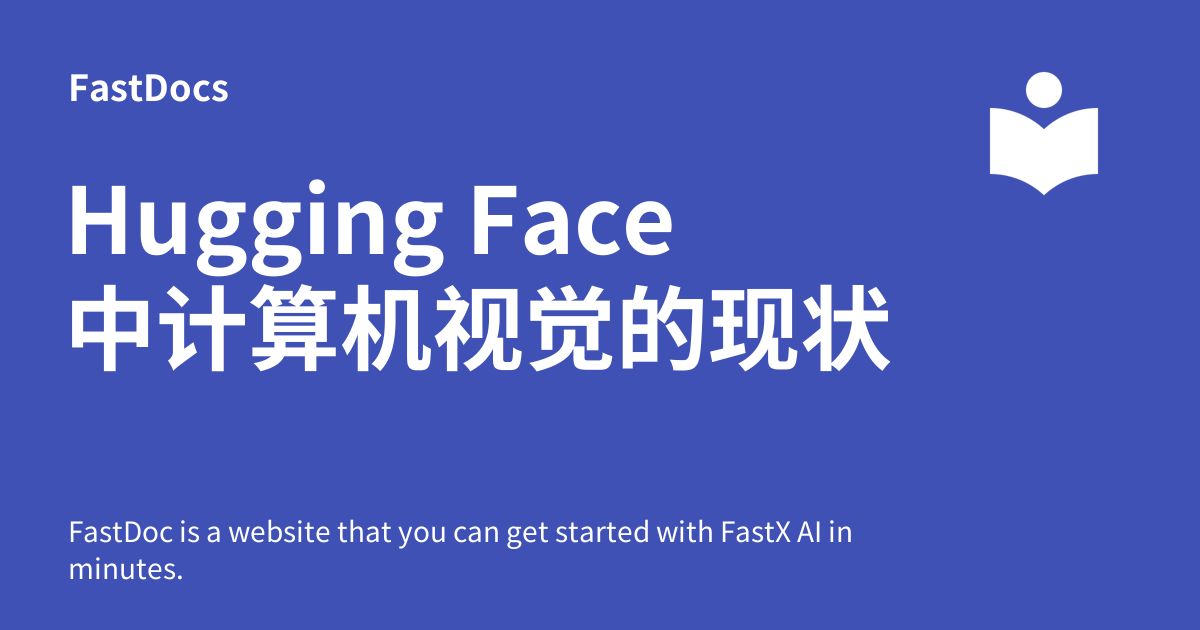 FastDocs
Hugging Face
中计算机视觉的现状
FastDoc is a website that you can get started with FastX AI in
minutes.